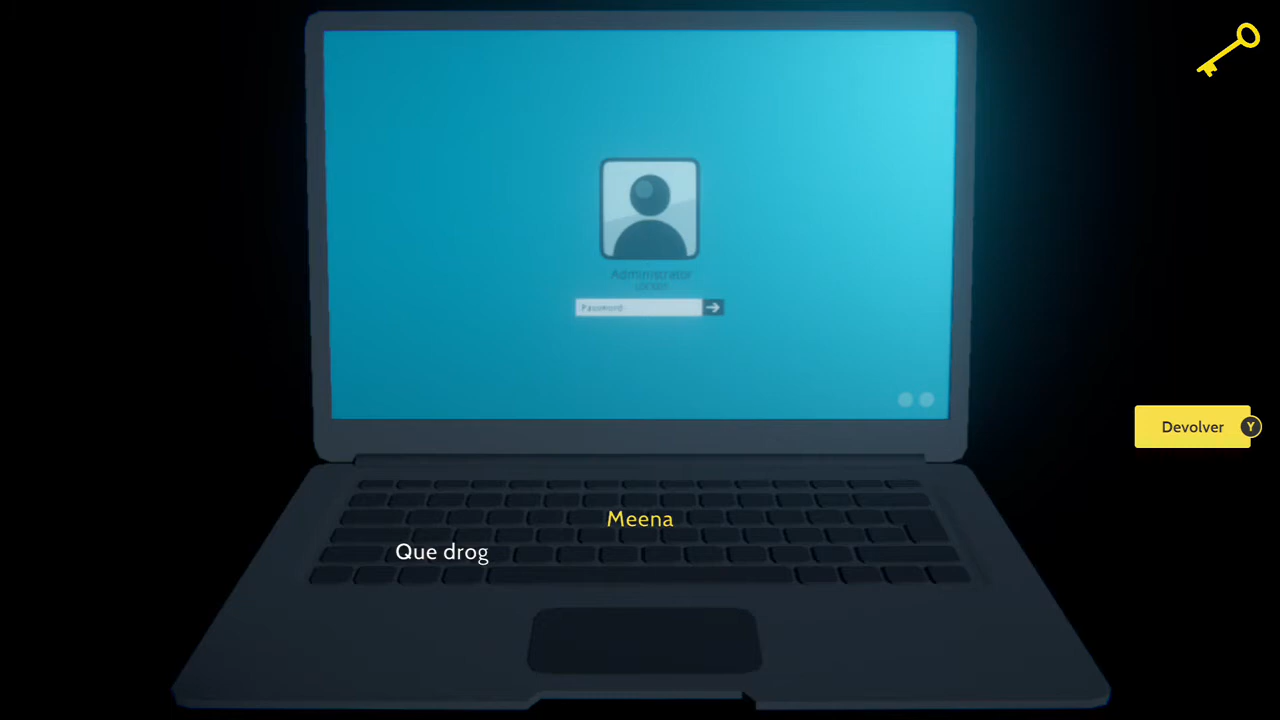 Administrator
Password
Devolver
Y
Meena
Que drog